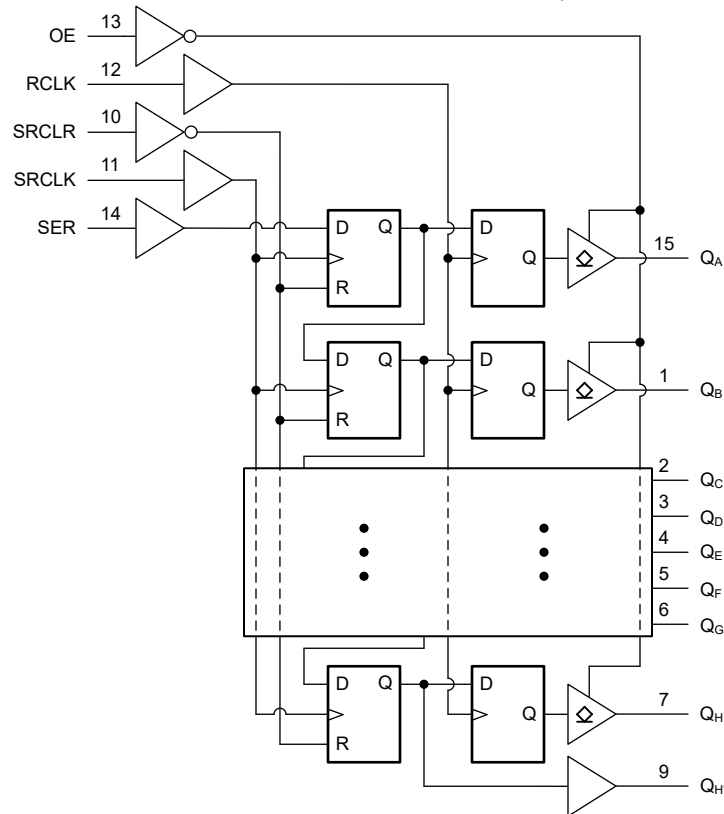 13
OE
12
RCLK
10
SRCLR
11
SRCLK
14
SER
D Q D
Q 15 QA
R
D Q D
Q 1 QB
R
2 QC
3 QD
4 QE
5 QF
6 QG
D Q D
Q 7 QH
R
9 QH